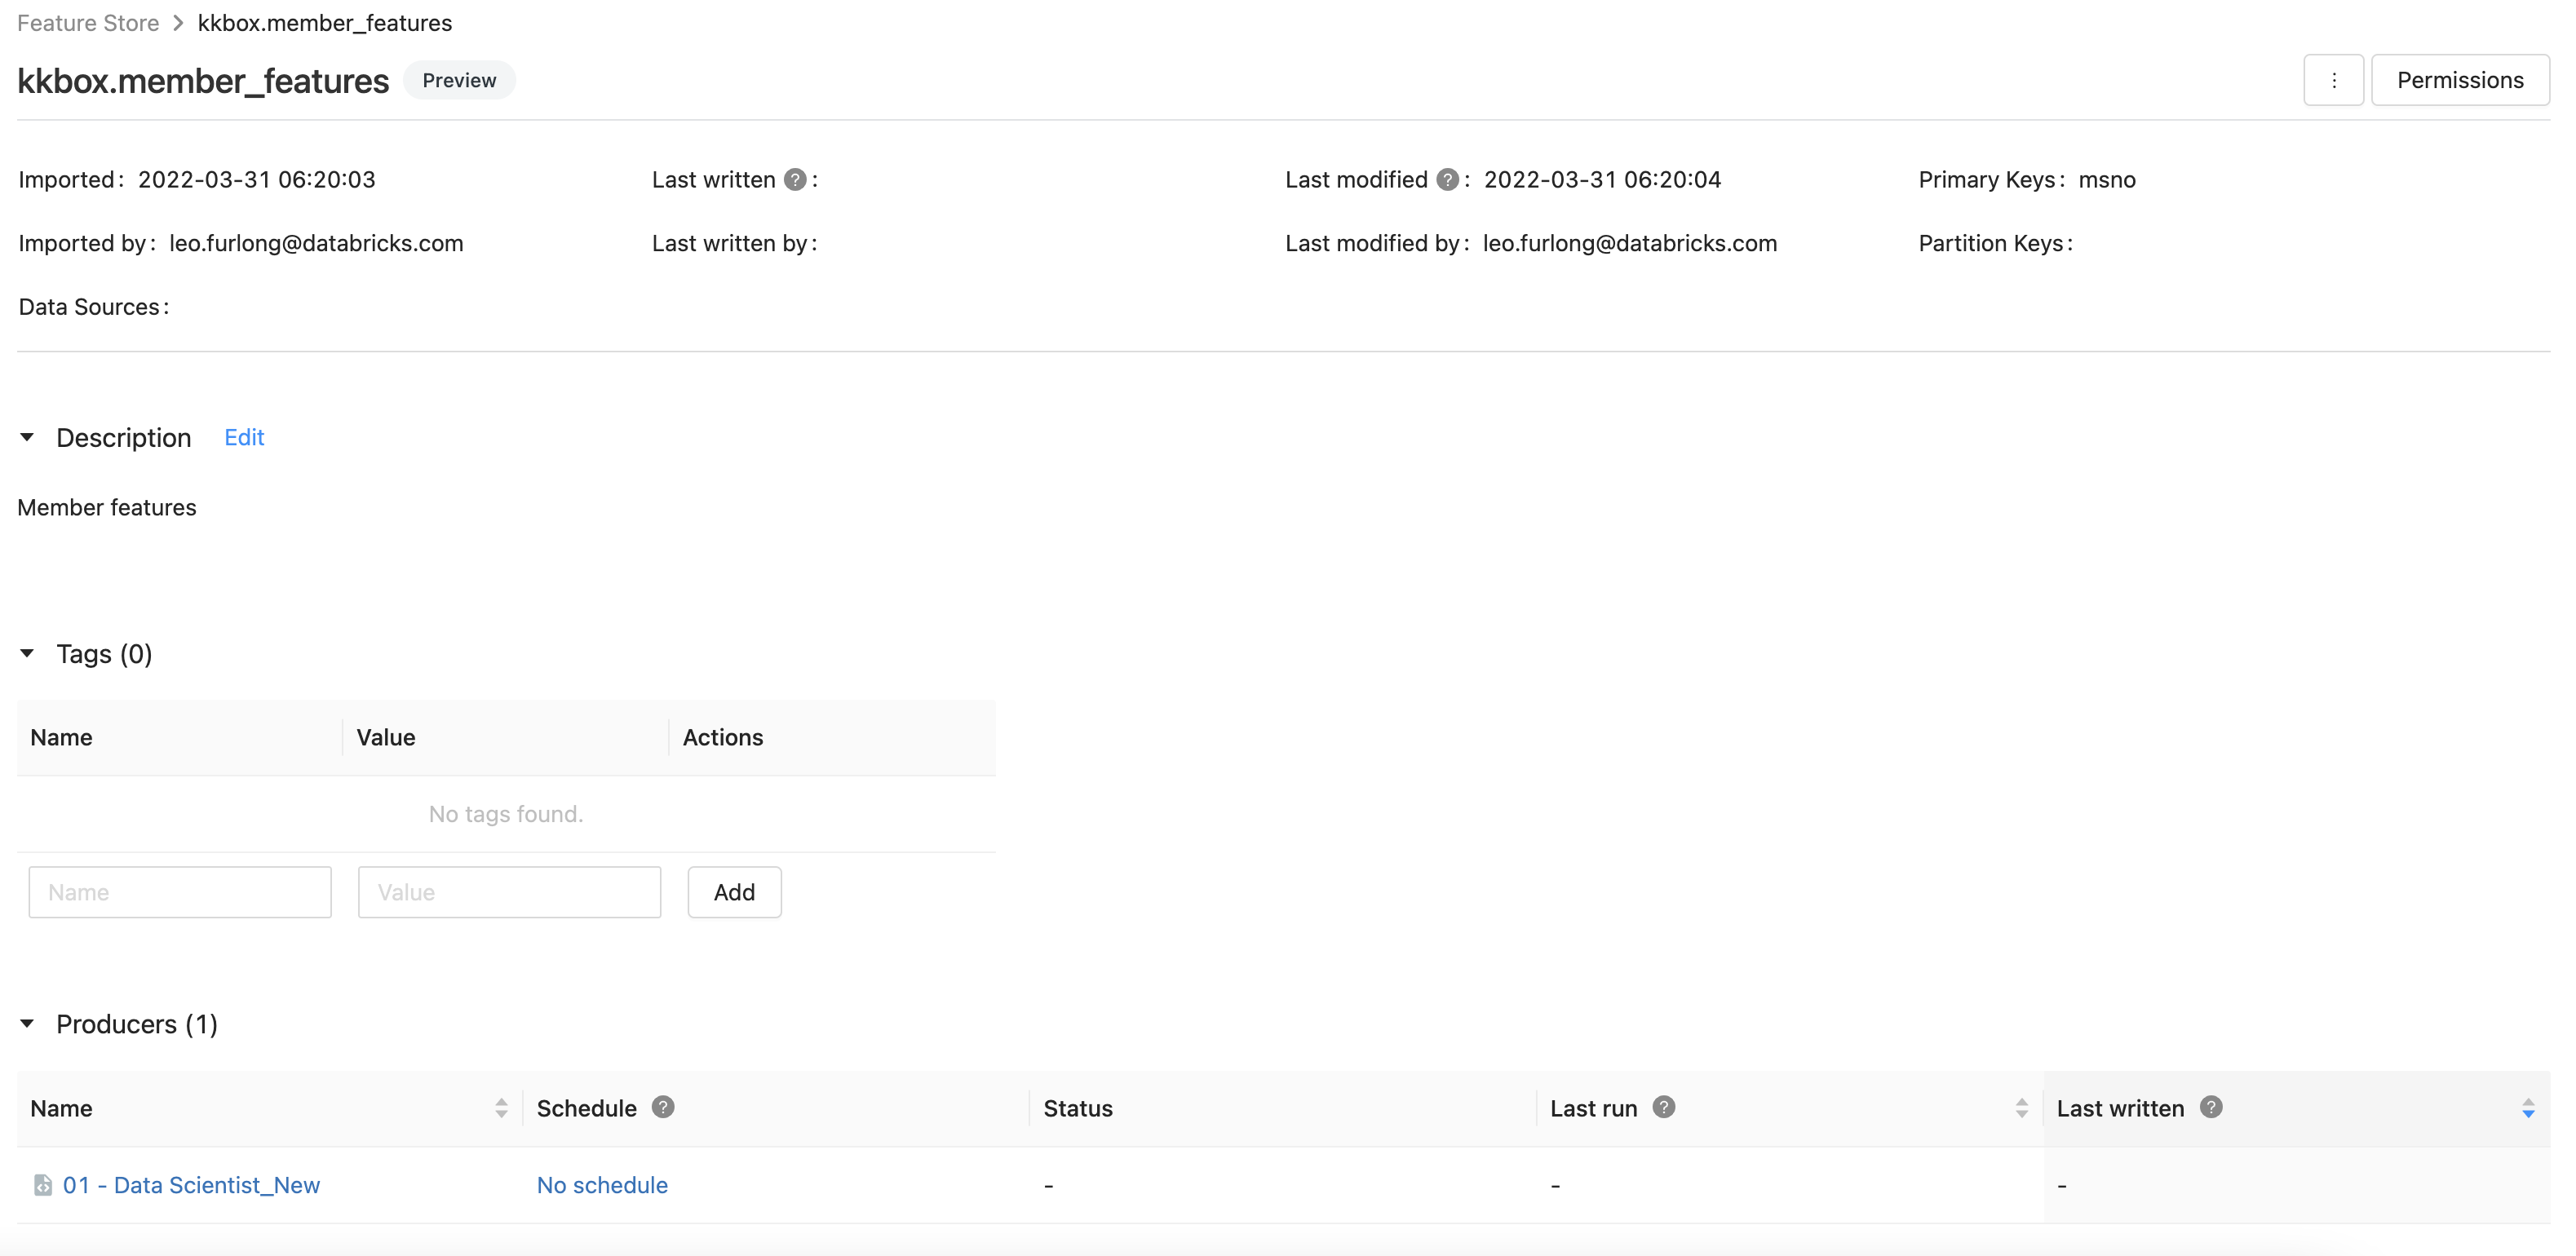 Feature Store > kkbox.member_features
kkbox.member_features Preview
Permissions
Imported: 2022-03-31 06:20:03 Last written ? : Last modified ? : 2022-03-31 06:20:04 Primary Keys: msno
Imported by: leo.furlong@databricks.com Last written by: Last modified by: leo.furlong@databricks.com Partition Keys:
Data Sources:
Description Edit
Member features
Tags (0)
Name Value Actions
No tags found.
Name Value Add
Producers (1)
Name Schedule ? Status Last run ? Last written ?
01 - Data Scientist_New No schedule - - -